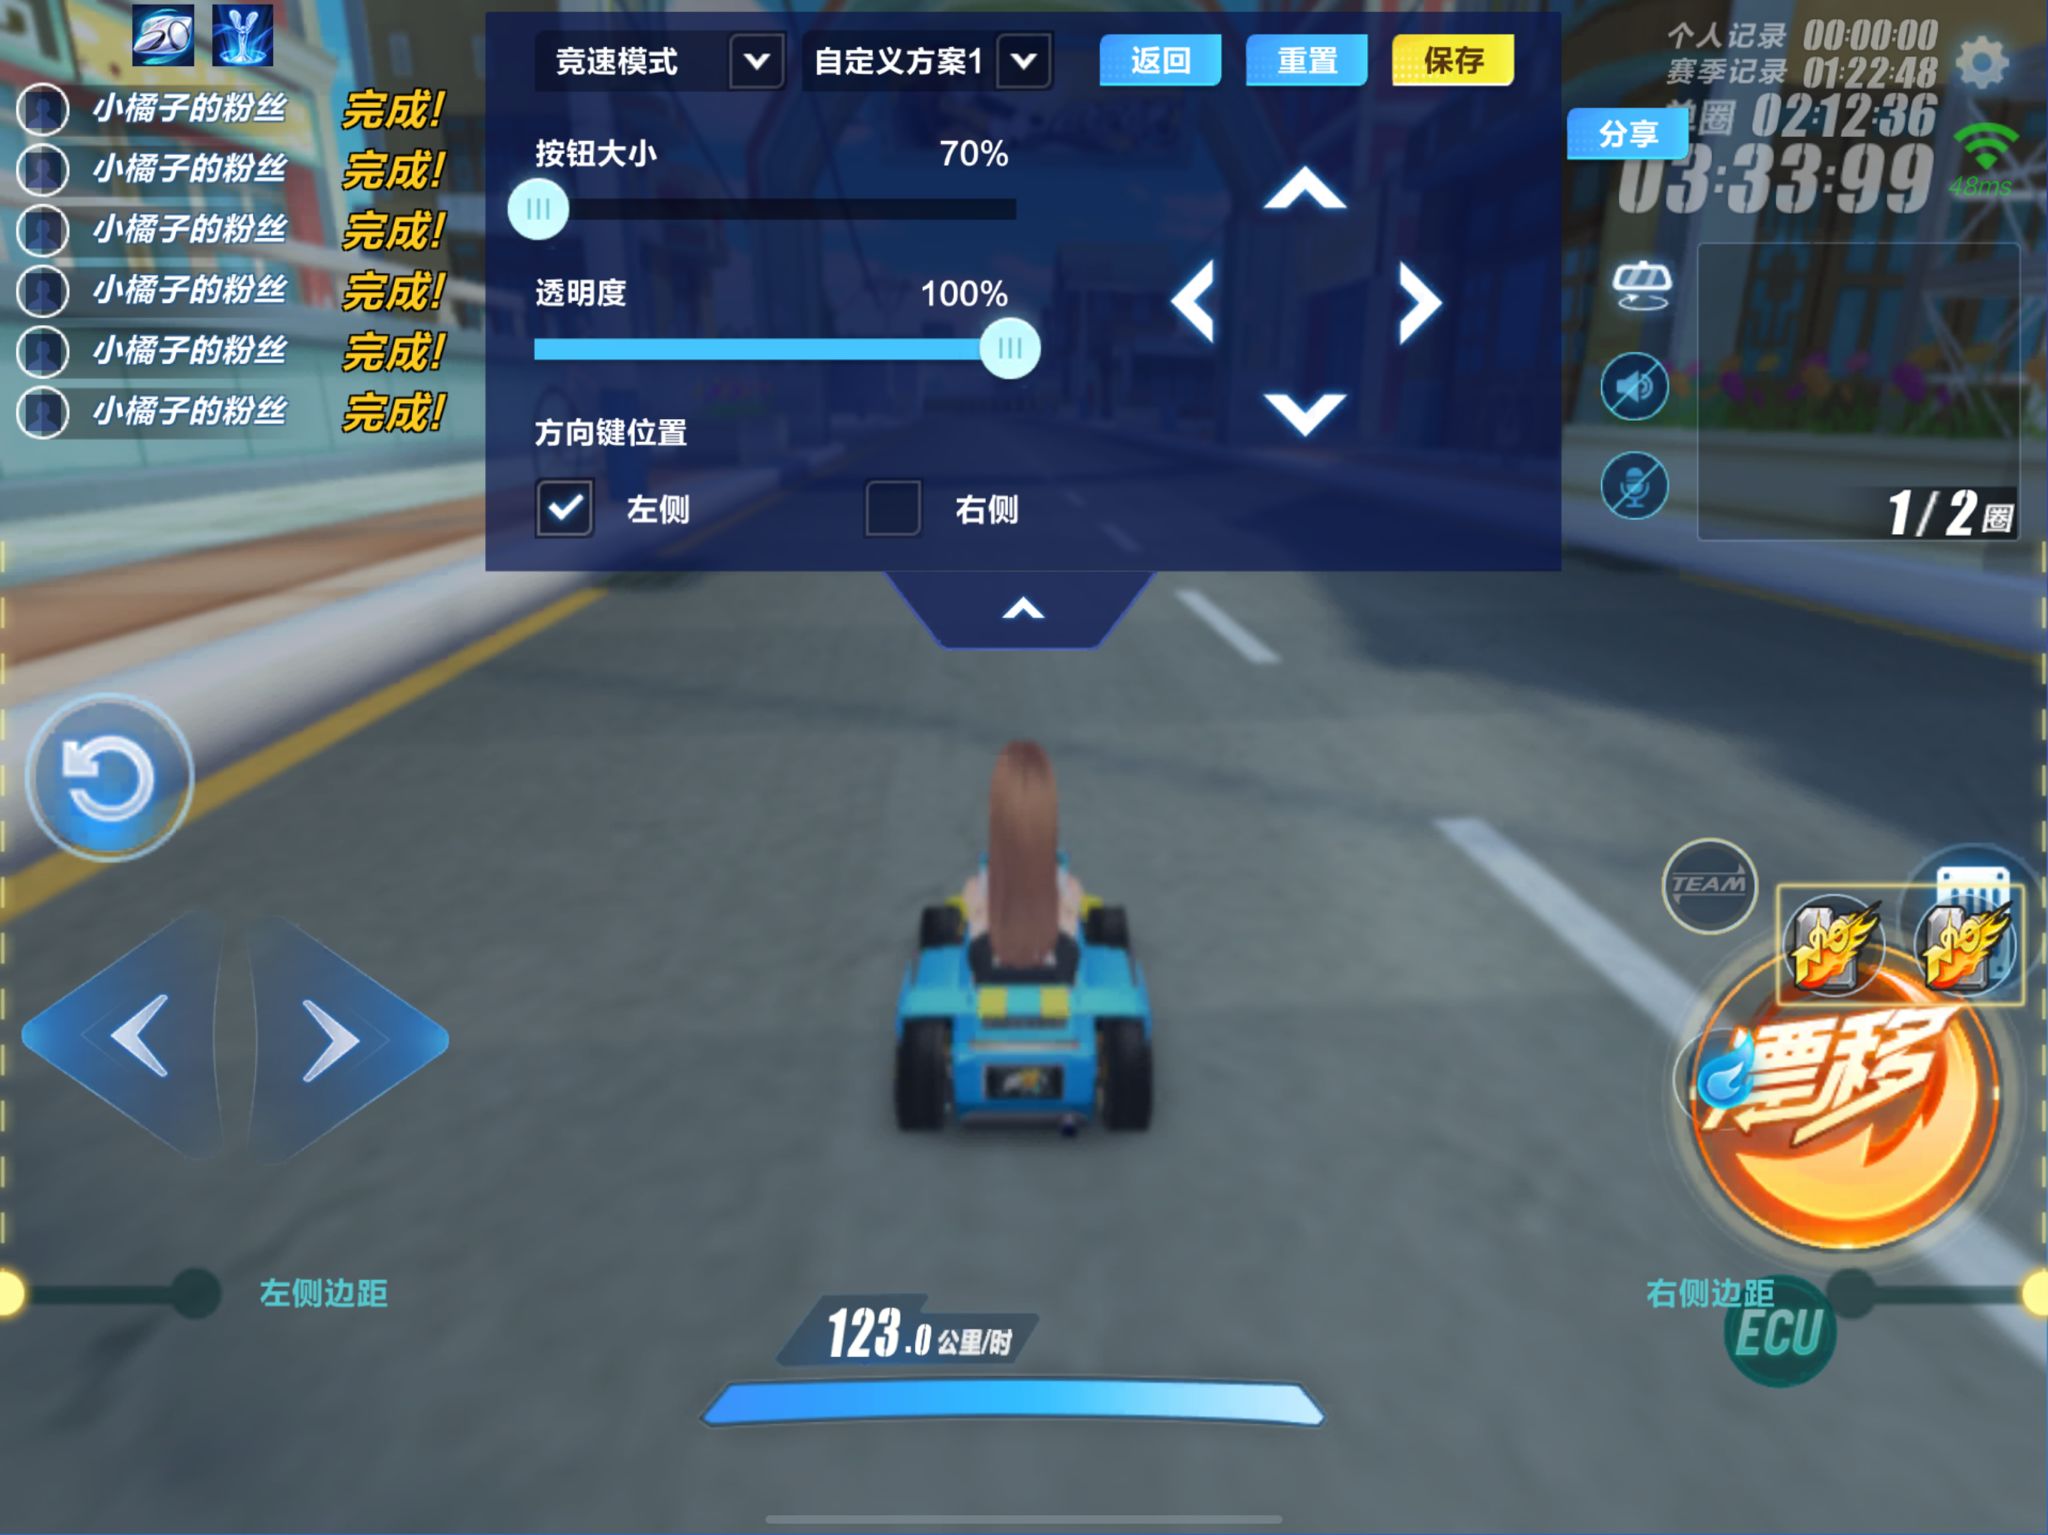 竞速模式
自定义方案1
返回
重置
保存
按钮大小
70%
透明度
100%
方向键位置
左侧
右侧
个人记录 00:00:00
赛季记录 01:22:48
单圈 02:12:36
分享
03:33:99
48ms
小橘子的粉丝 完成!
小橘子的粉丝 完成!
小橘子的粉丝 完成!
小橘子的粉丝 完成!
小橘子的粉丝 完成!
小橘子的粉丝 完成!
1/2圈
TEAM
漂移
左侧边距
右侧边距
ECU
123.0公里/时